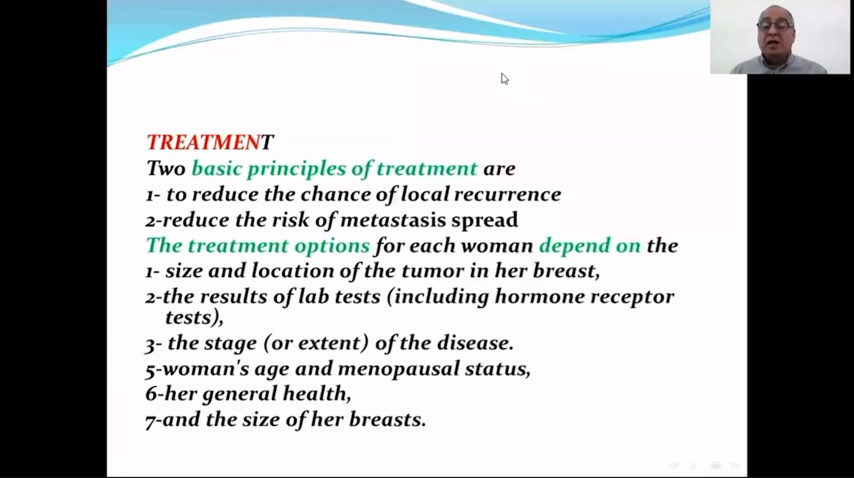 TREATMENT
Two basic principles of treatment are
1- to reduce the chance of local recurrence
2-reduce the risk of metastasis spread
The treatment options for each woman depend on the
1- size and location of the tumor in her breast,
2-the results of lab tests (including hormone receptor
tests),
3- the stage (or extent) of the disease.
5-woman's age and menopausal status,
6-her general health,
7-and the size of her breasts.